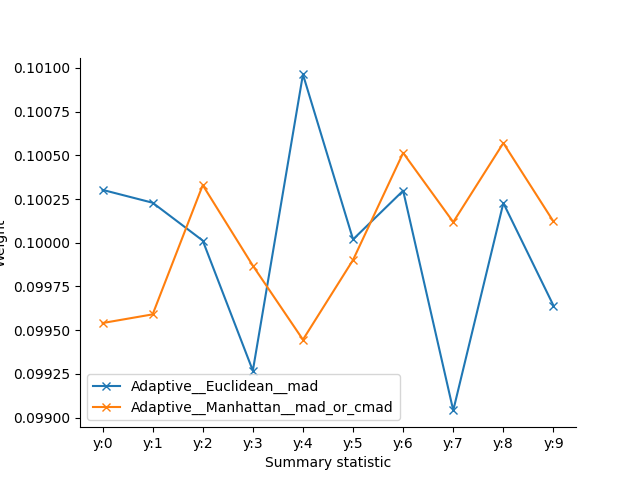 0.10100
0.10075
0.10050
0.10025
0.10000
0.09975
0.09950
0.09925
0.09900
Weight
Adaptive__Euclidean__mad
Adaptive__Manhattan__mad_or_cmad
y:0 y:1 y:2 y:3 y:4 y:5 y:6 y:7 y:8 y:9
Summary statistic